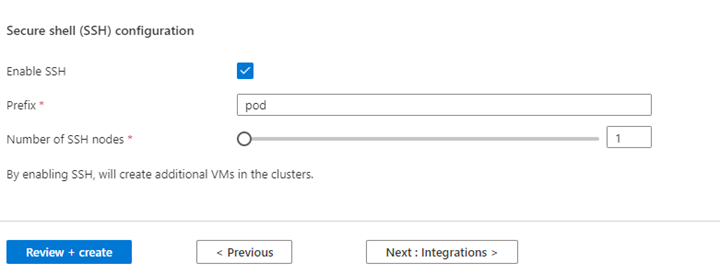 Secure shell (SSH) configuration
Enable SSH
Prefix * pod
Number of SSH nodes * 1
By enabling SSH, will create additional VMs in the clusters.
Review + create < Previous Next : Integrations >